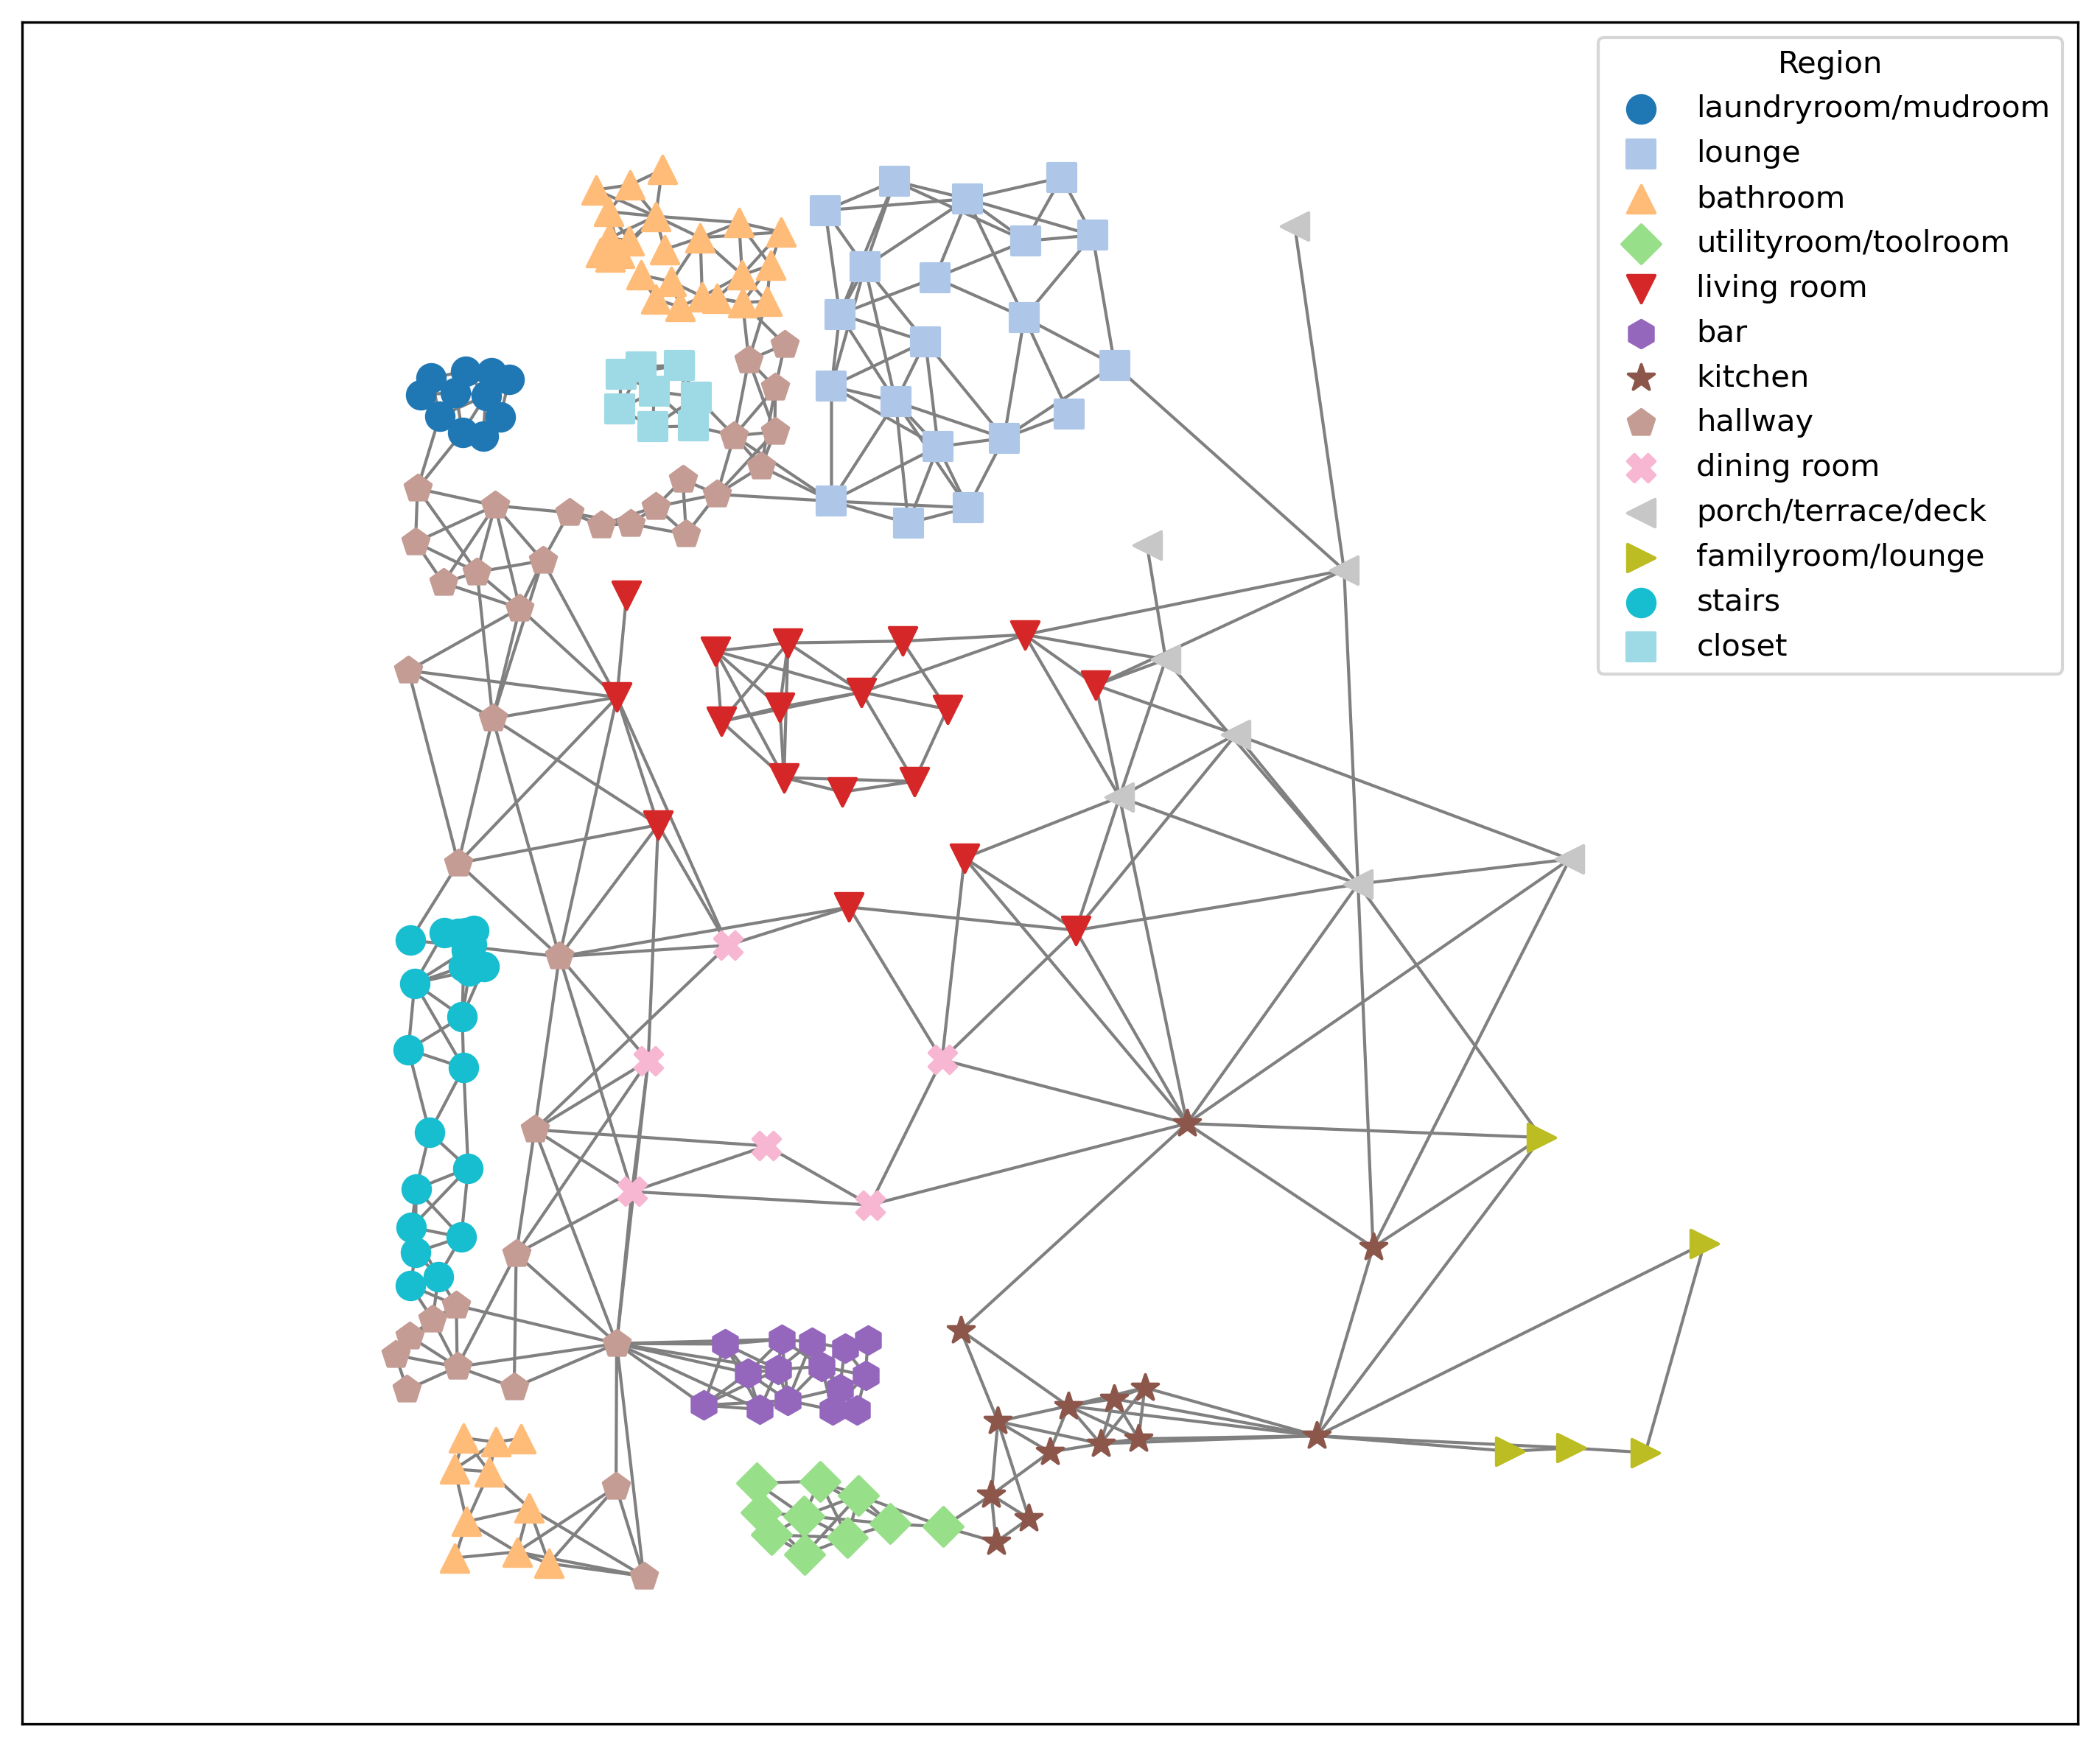 Region
laundryroom/mudroom
lounge
bathroom
utilityroom/toolroom
living room
bar
kitchen
hallway
dining room
porch/terrace/deck
familyroom/lounge
stairs
closet